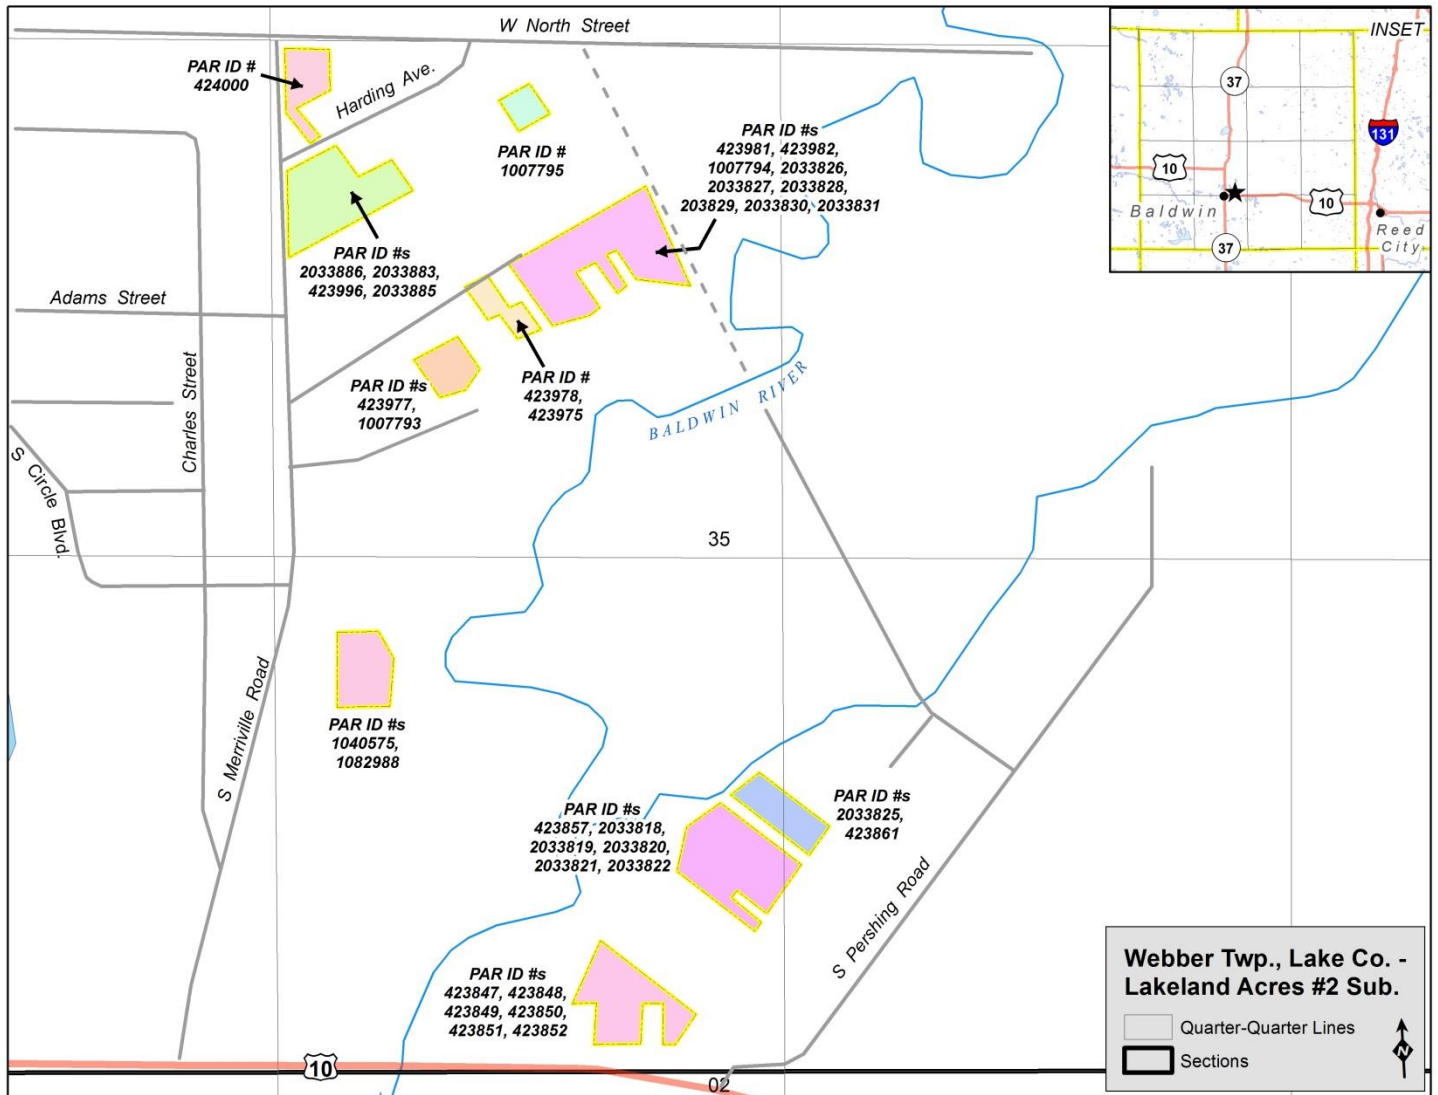 W North Street
INSET
PAR ID #
424000
Harding Ave.
PAR ID #
1007795
PAR ID #s
423981, 423982,
1007794, 2033826,
2033827, 2033828,
203829, 2033830, 2033831
37
131
10
10
Baldwin
Reed
City
37
PAR ID #s
2033886, 2033883,
423996, 2033885
Adams Street
Charles Street
PAR ID #s
423977,
1007793
PAR ID #
423978,
423975
BALDWIN RIVER
S Circle Blvd.
35
S Merriville Road
PAR ID #s
1040575,
1082988
PAR ID #s
423857, 2033818,
2033819, 2033820,
2033821, 2033822
PAR ID #s
2033825,
423861
S Pershing Road
PAR ID #s
423847, 423848,
423849, 423850,
423851, 423852
Webber Twp., Lake Co. -
Lakeland Acres #2 Sub.
Quarter-Quarter Lines
Sections
N
10
02